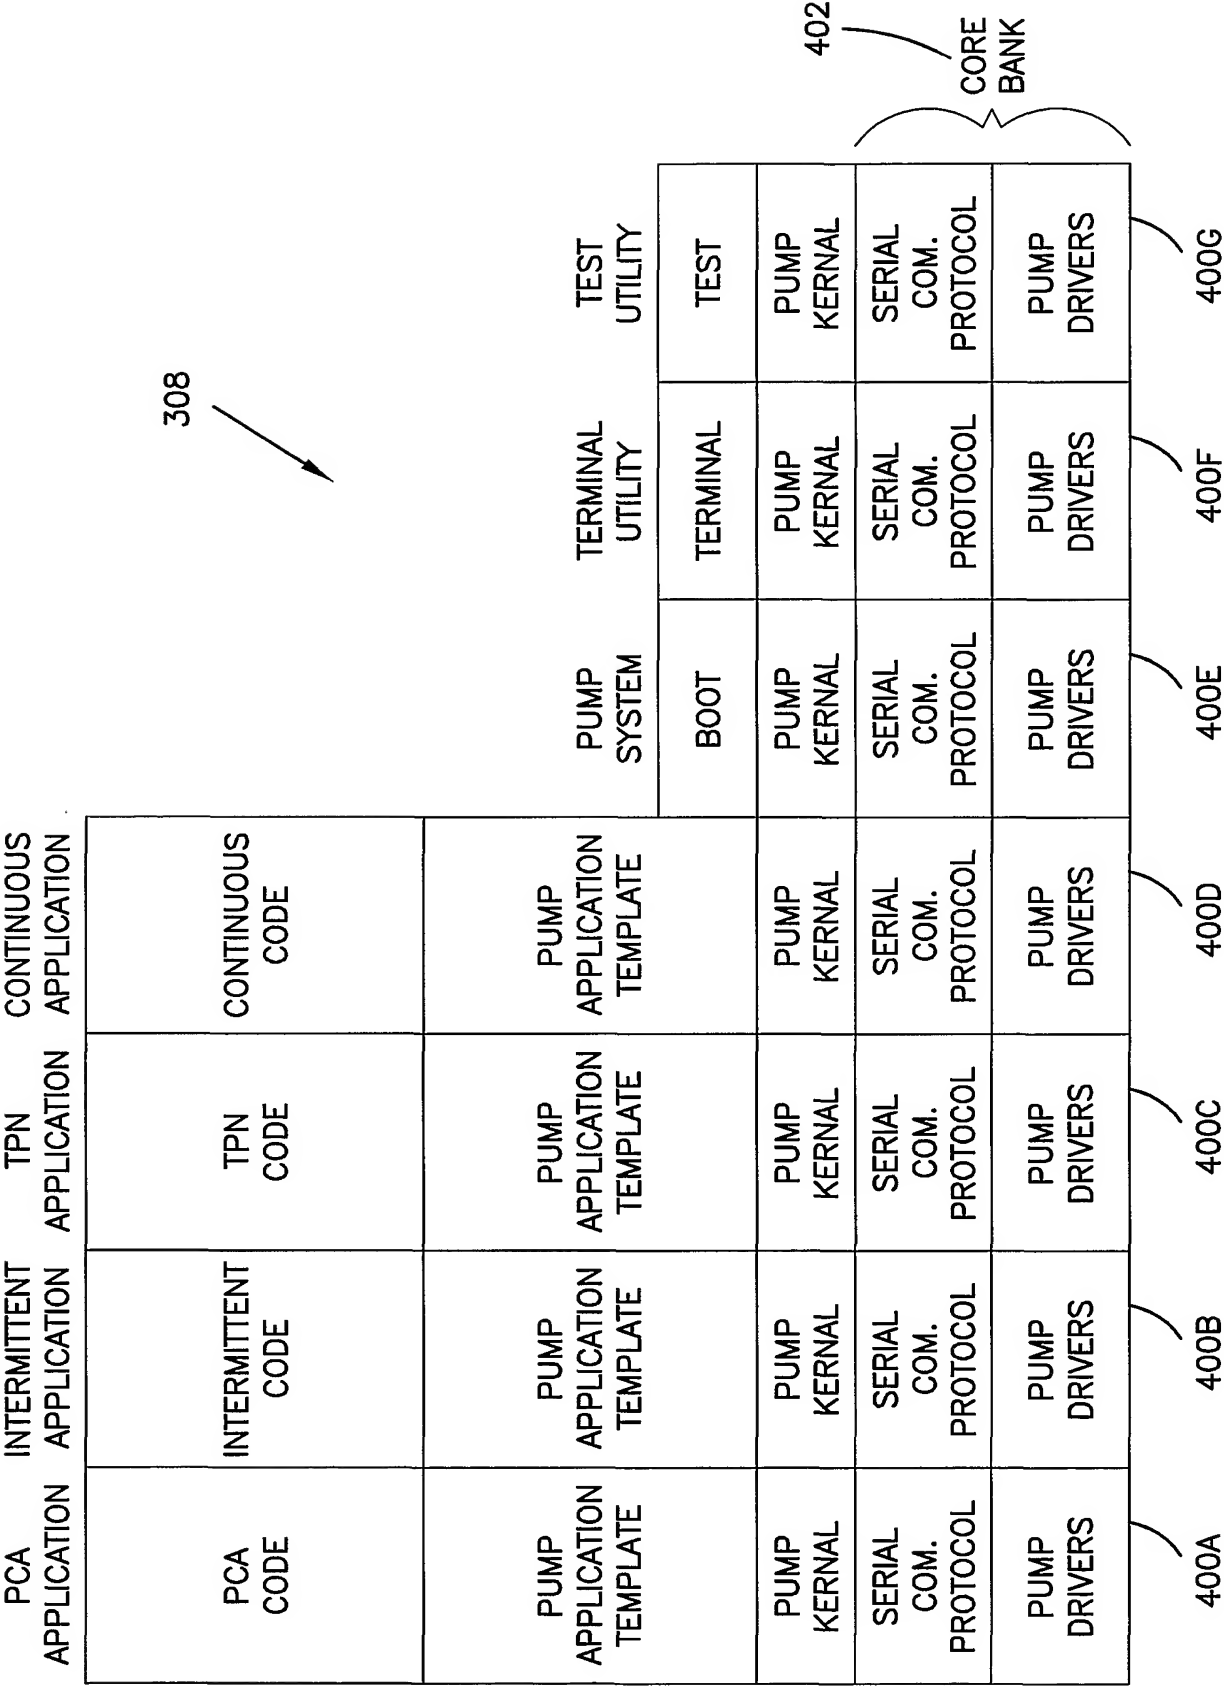 308
PCA
APPLICATION
INTERMITTENT
APPLICATION
TPN
APPLICATION
CONTINUOUS
APPLICATION
PCA
CODE
INTERMITTENT
CODE
TPN
CODE
CONTINUOUS
CODE
PUMP
APPLICATION
TEMPLATE
PUMP
APPLICATION
TEMPLATE
PUMP
APPLICATION
TEMPLATE
PUMP
APPLICATION
TEMPLATE
PUMP
SYSTEM
TERMINAL
UTILITY
TEST
UTILITY
BOOT
TERMINAL
TEST
PUMP
KERNAL
PUMP
KERNAL
PUMP
KERNAL
PUMP
KERNAL
PUMP
KERNAL
PUMP
KERNAL
PUMP
KERNAL
SERIAL
COM.
PROTOCOL
SERIAL
COM.
PROTOCOL
SERIAL
COM.
PROTOCOL
SERIAL
COM.
PROTOCOL
SERIAL
COM.
PROTOCOL
SERIAL
COM.
PROTOCOL
SERIAL
COM.
PROTOCOL
402
CORE
BANK
PUMP
DRIVERS
PUMP
DRIVERS
PUMP
DRIVERS
PUMP
DRIVERS
PUMP
DRIVERS
PUMP
DRIVERS
PUMP
DRIVERS
400A
400B
400C
400D
400E
400F
400G